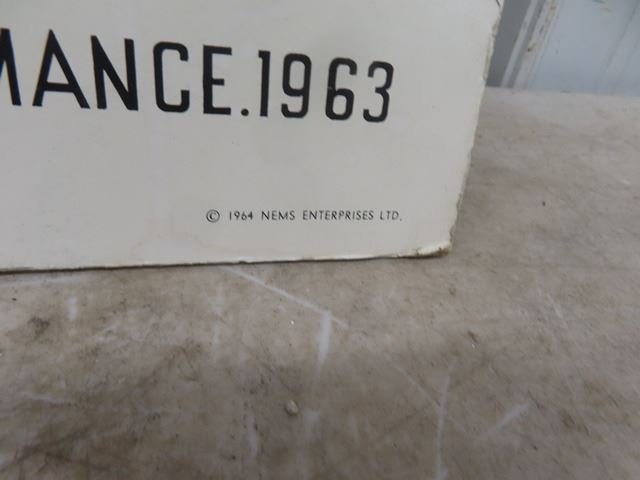 MANCE.1963
© 1964 NEMS ENTERPRISES LTD.